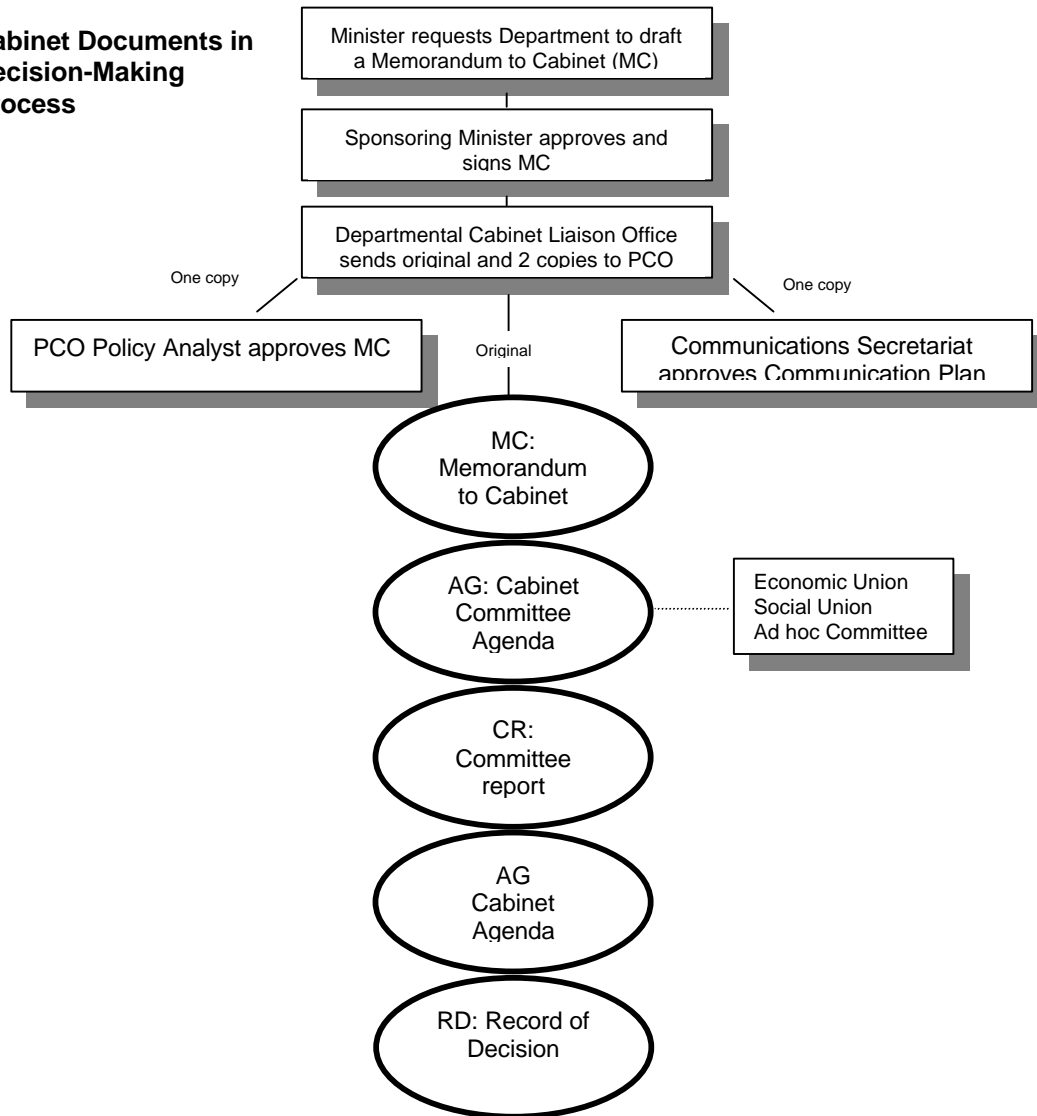 abinet Documents in
ecision-Making
ocess
Minister requests Department to draft
a Memorandum to Cabinet (MC)
Sponsoring Minister approves and
signs MC
Departmental Cabinet Liaison Office
sends original and 2 copies to PCO
One copy
One copy
PCO Policy Analyst approves MC
Original
Communications Secretariat
approves Communication Plan
MC:
Memorandum
to Cabinet
AG: Cabinet
Committee
Agenda
Economic Union
Social Union
Ad hoc Committee
CR:
Committee
report
AG
Cabinet
Agenda
RD: Record of
Decision